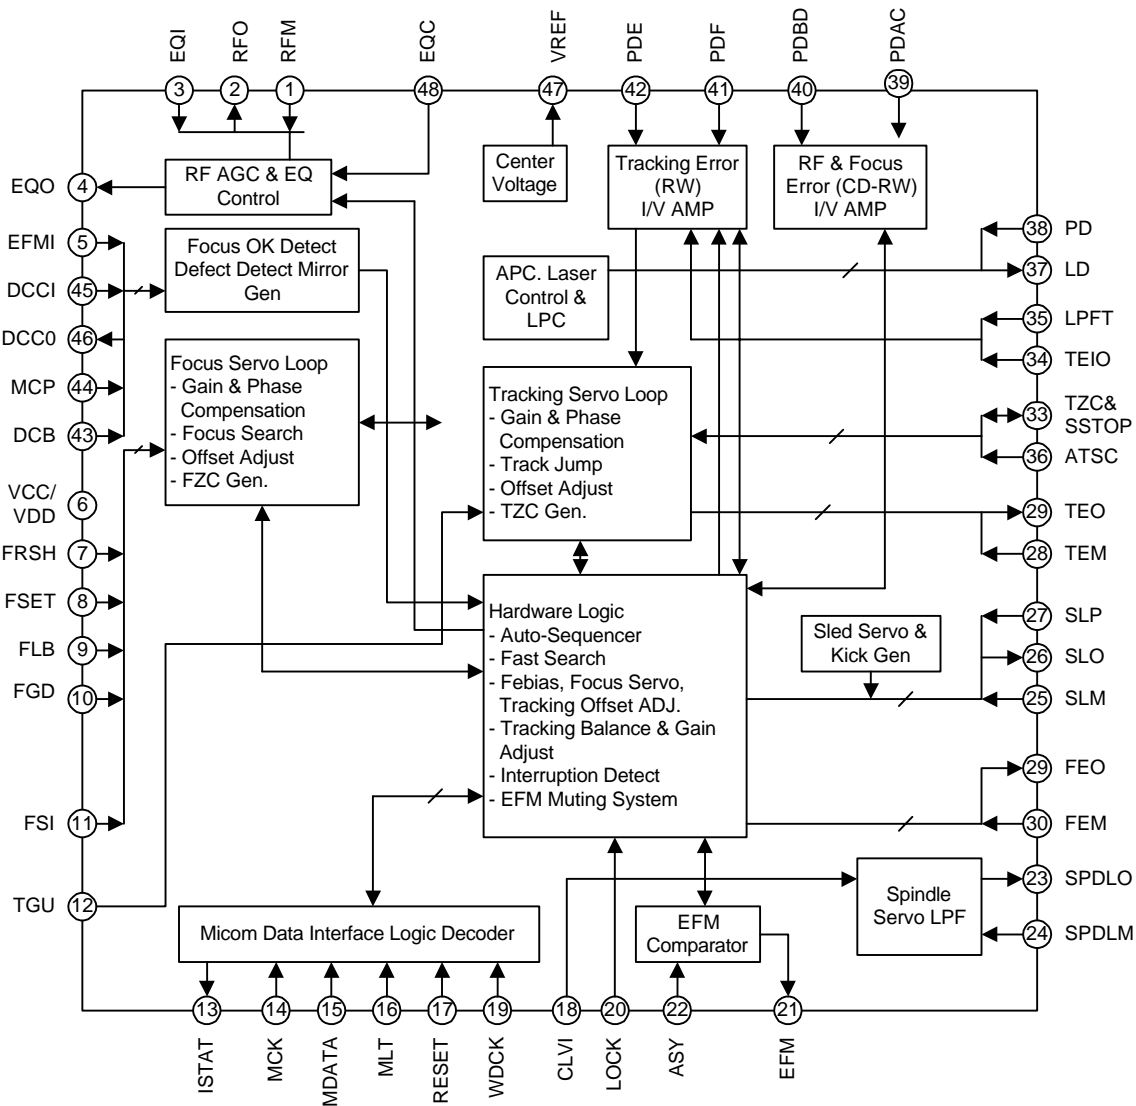 EQI
RFO
RFM
EQC
VREF
PDE
PDF
PDBD
PDAC
3
2
1
48
47
42
41
40
39
RF AGC & EQ
Control
Center
Voltage
Tracking Error
(RW)
I/V AMP
RF & Focus
Error (CD-RW)
I/V AMP
EQO 4
EFMI 5
DCCI 45
DCC0 46
MCP 44
DCB 43
VCC/
VDD
6
FRSH 7
FSET 8
FLB 9
FGD 10
FSI 11
TGU 12
Focus OK Detect
Defect Detect Mirror
Gen
APC. Laser
Control &
LPC
Focus Servo Loop
- Gain & Phase
Compensation
- Focus Search
- Offset Adjust
- FZC Gen.
Tracking Servo Loop
- Gain & Phase
Compensation
- Track Jump
- Offset Adjust
- TZC Gen.
Hardware Logic
- Auto-Sequencer
- Fast Search
- Febias, Focus Servo,
Tracking Offset ADJ.
- Tracking Balance & Gain
Adjust
- Interruption Detect
- EFM Muting System
Sled Servo &
Kick Gen
38 PD
37 LD
35 LPFT
34 TEIO
33 TZC&
SSTOP
36 ATSC
29 TEO
28 TEM
27 SLP
26 SLO
25 SLM
29 FEO
30 FEM
23 SPDLO
24 SPDLM
Micom Data Interface Logic Decoder
EFM
Comparator
Spindle
Servo LPF
13
14
15
16
17
19
18
20
22
21
ISTAT
MCK
MDATA
MLT
RESET
WDCK
CLVI
LOCK
ASY
EFM